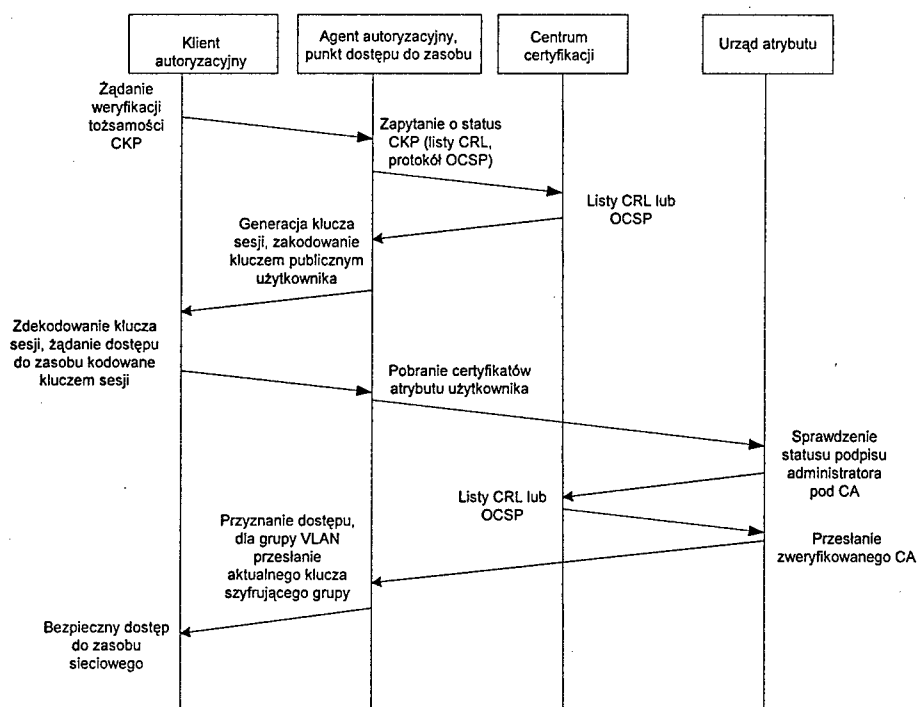 Klient
autoryzacyjny
Agent autoryzacyjny,
punkt dostępu do zasobu
Centrum
certyfikacji
Urząd atrybutu
Żądanie
weryfikacji
tożsamości
CKP
Zapytanie o status
CKP (listy CRL,
protokół OCSP)
Listy CRL lub
OCSP
Generacja klucza
sesji, zakodowanie
kluczem publicznym
użytkownika
Zdekodowanie klucza
sesji, żądanie dostępu
do zasobu kodowane
kluczem sesji
Pobranie certyfikatów
atrybutu użytkownika
Sprawdzenie
statusu podpisu
administratora
pod CA
Listy CRL lub
OCSP
Przyznanie dostępu,
dla grupy VLAN
przesłanie
aktualnego klucza
szyfrującego grupy
Przesłanie
zweryfikowanego CA
Bezpieczny dostęp
do zasobu
sieciowego